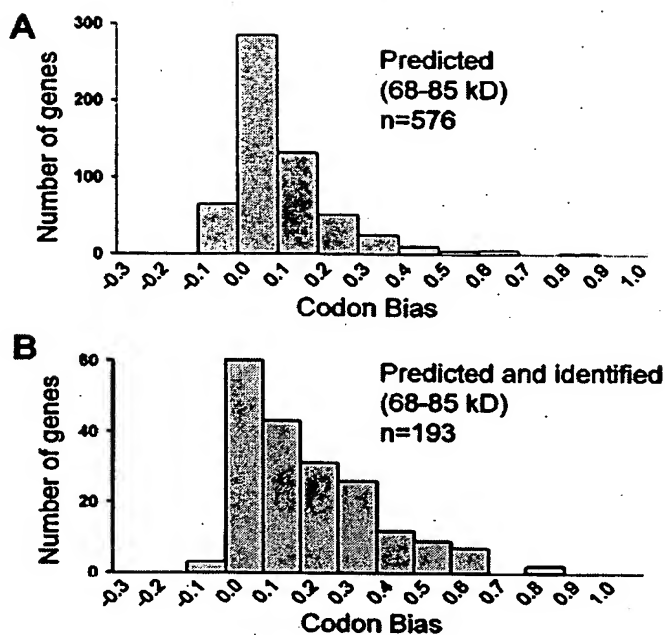 A
Number of genes
300
200
100
0
Predicted
(68-85 kD)
n=576
-0.3 -0.2 -0.1 0.0 0.1 0.2 0.3 0.4 0.5 0.6 0.7 0.8 0.9 1.0
Codon Bias
B
Number of genes
60
40
20
0
Predicted and identified
(68-85 kD)
n=193
-0.3 -0.2 -0.1 0.0 0.1 0.2 0.3 0.4 0.5 0.6 0.7 0.8 0.9 1.0
Codon Bias